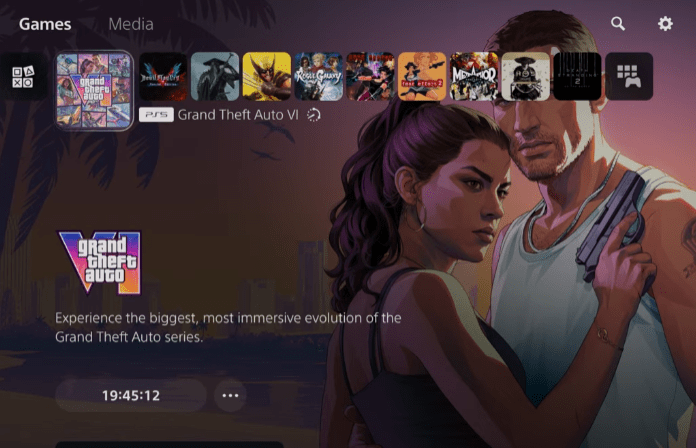 Games
Media
PS5 Grand Theft Auto VI
VI
grand
theft
auto
Experience the biggest, most immersive evolution of the
Grand Theft Auto series.
19:45:12